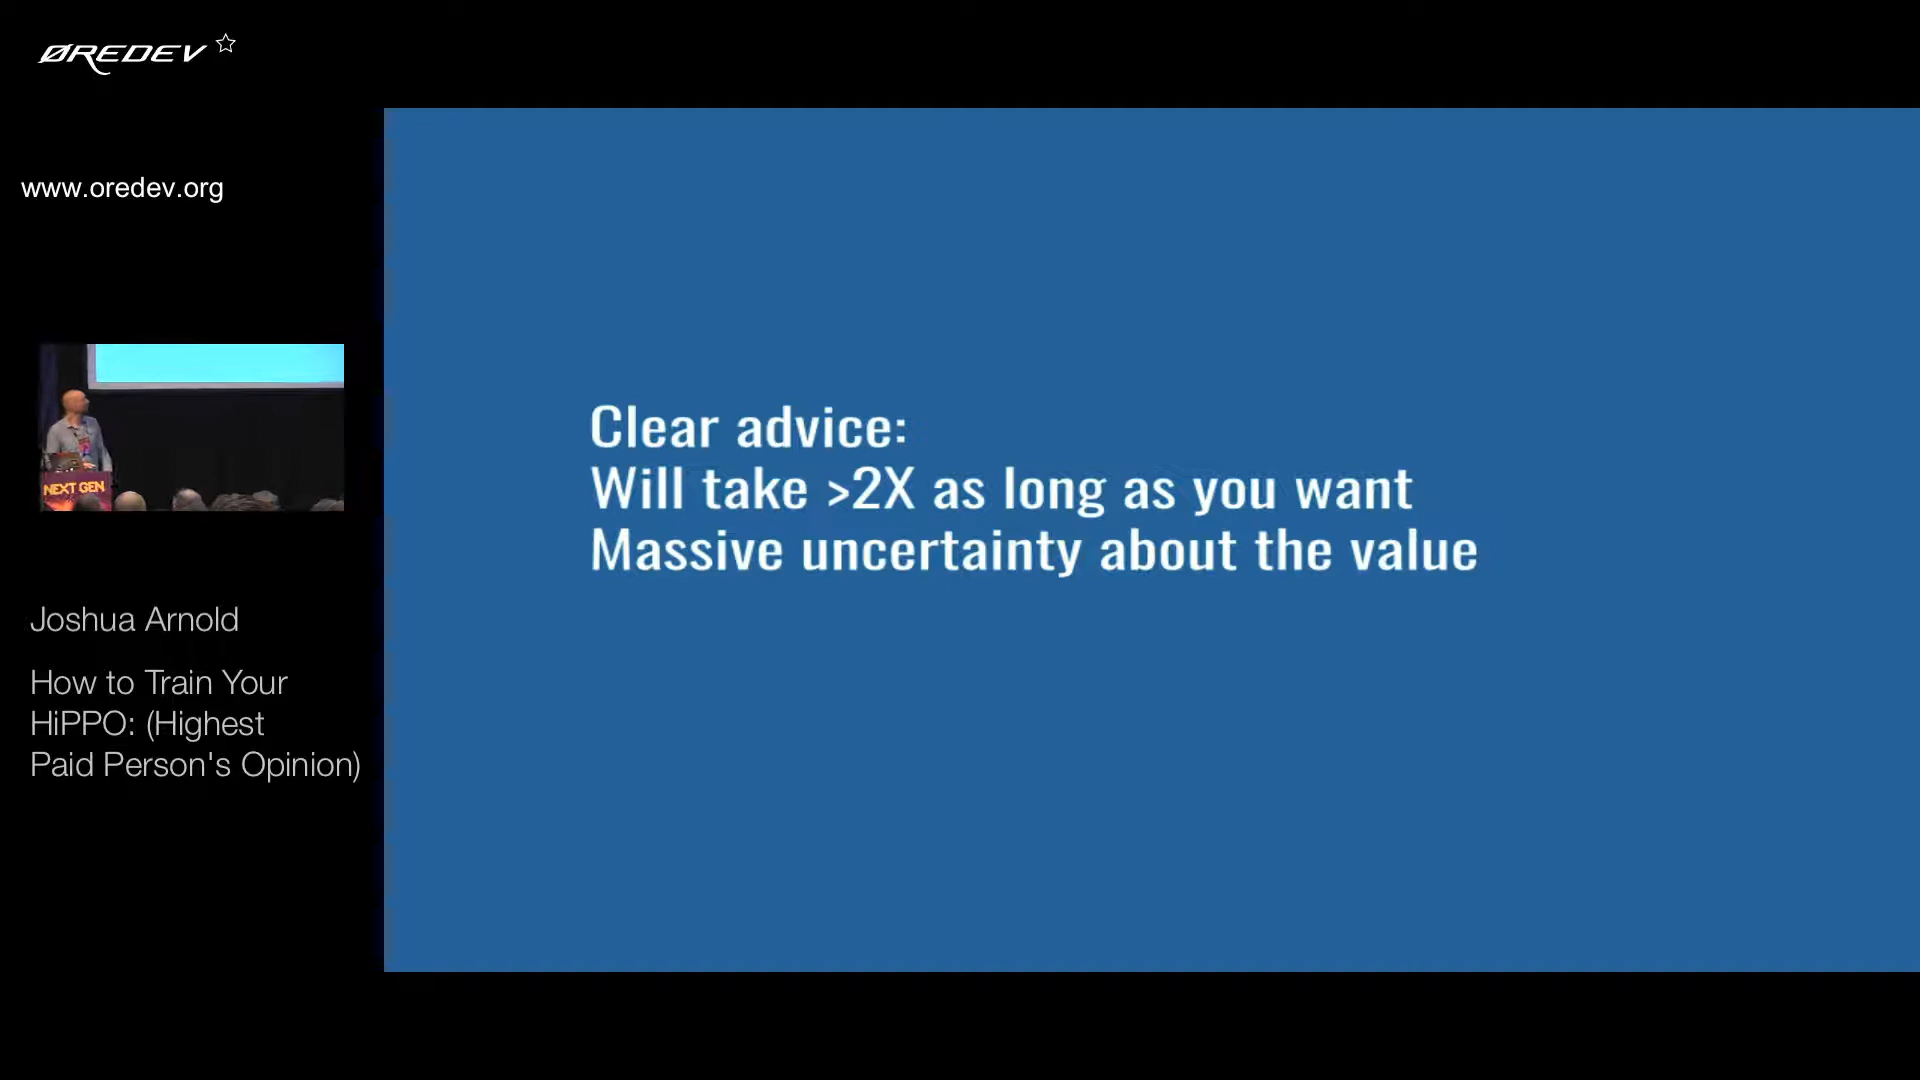 ØREDEV
www.oredev.org
NEXT GEN
Joshua Arnold
How to Train Your
HiPPO: (Highest
Paid Person's Opinion)
Clear advice:
Will take >2X as long as you want
Massive uncertainty about the value